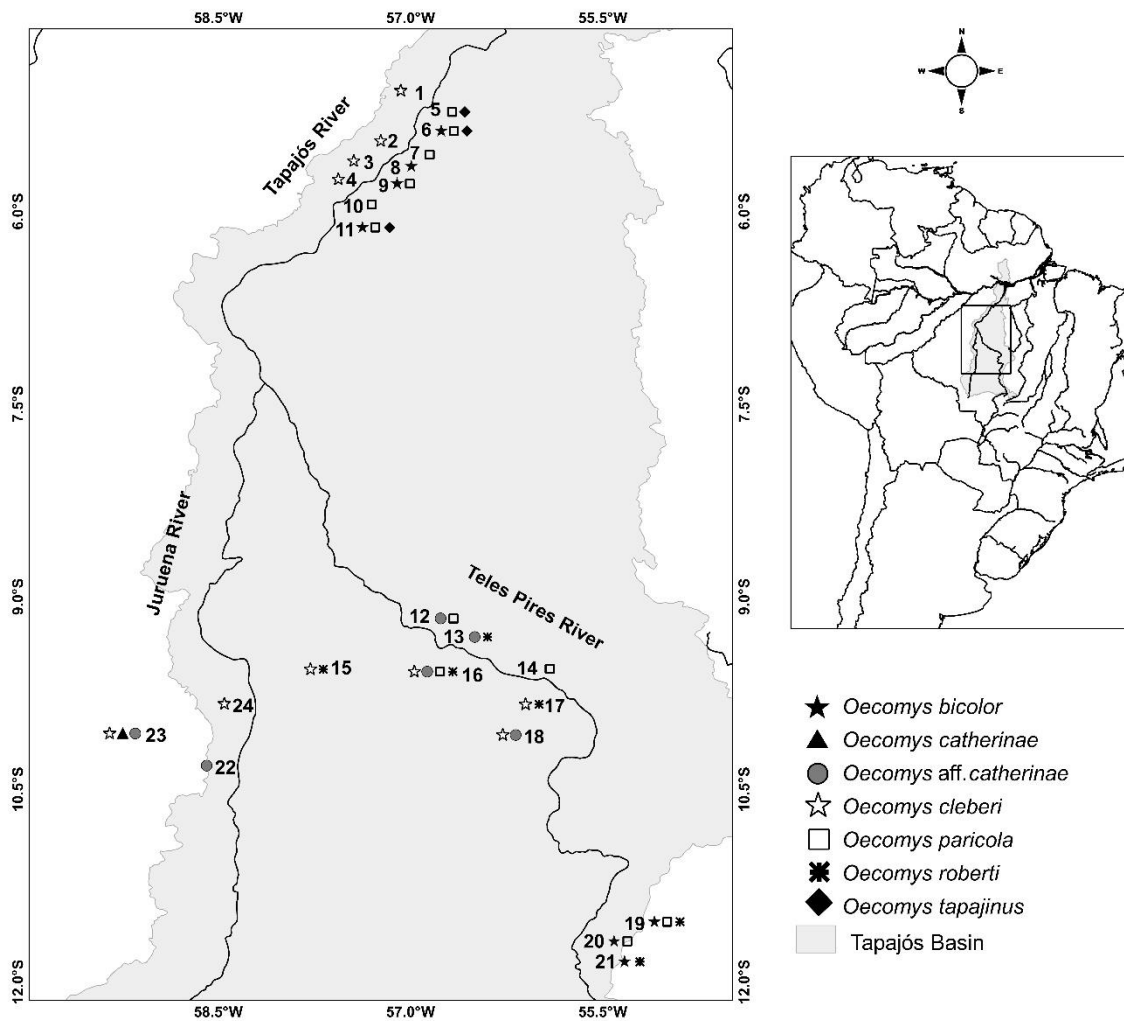 58.5°W 57.0°W 55.5°W
N
W E
S
Tapajós River
1
5
6
2
7
3
8
4
9
10
11
6.0°S 6.0°S
7.5°S 7.5°S
Juruena River
Teles Pires River
9.0°S 9.0°S
12
13
14
15
16
17
24
18
23
22
10.5°S 10.5°S
19
20
21
12.0°S 12.0°S
58.5°W 57.0°W 55.5°W
Oecomys bicolor
Oecomys catherinae
Oecomys aff.catherinae
Oecomys cleberi
Oecomys paricola
Oecomys roberti
Oecomys tapajinus
Tapajós Basin